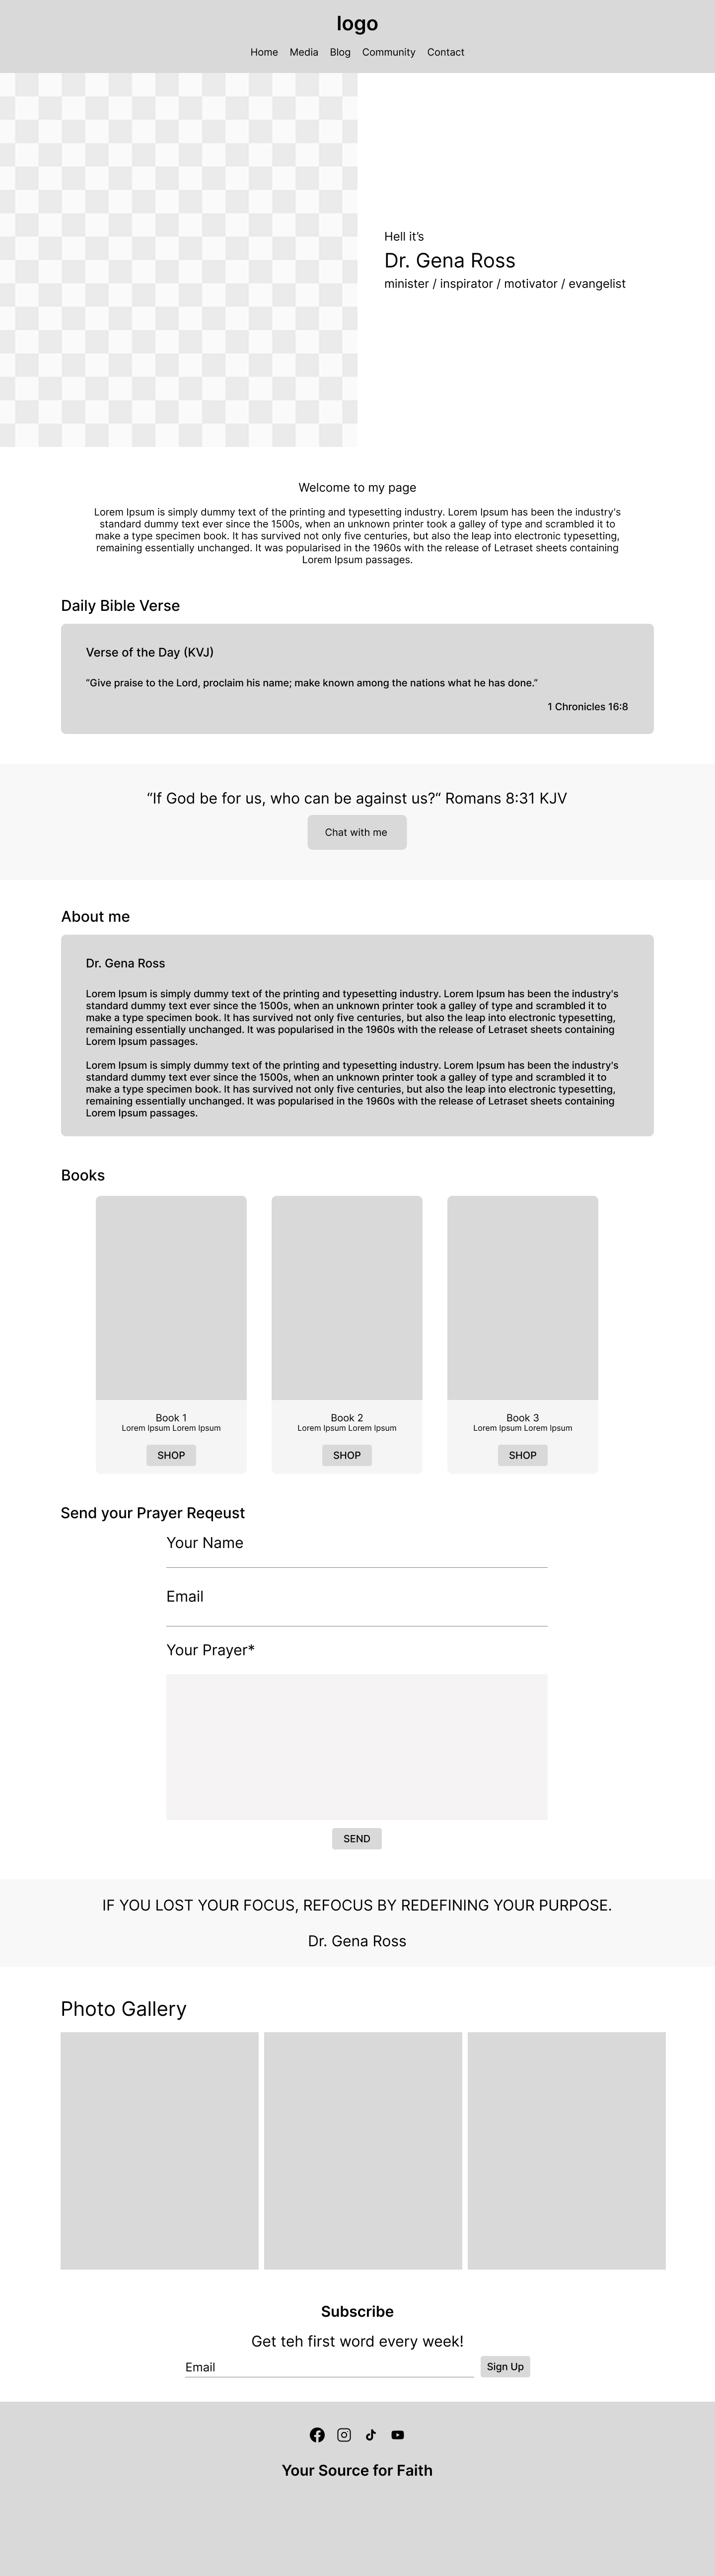 logo
Home Media Blog Community Contact
Hell it’s
Dr. Gena Ross
minister / inspirator / motivator / evangelist
Welcome to my page
Lorem Ipsum is simply dummy text of the printing and typesetting industry. Lorem Ipsum has been the industry's
standard dummy text ever since the 1500s, when an unknown printer took a galley of type and scrambled it to
make a type specimen book. It has survived not only five centuries, but also the leap into electronic typesetting,
remaining essentially unchanged. It was popularised in the 1960s with the release of Letraset sheets containing
Lorem Ipsum passages.
Daily Bible Verse
Verse of the Day (KVJ)
“Give praise to the Lord, proclaim his name; make known among the nations what he has done.”
1 Chronicles 16:8
“If God be for us, who can be against us?“ Romans 8:31 KJV
Chat with me
About me
Dr. Gena Ross
Lorem Ipsum is simply dummy text of the printing and typesetting industry. Lorem Ipsum has been the industry's
standard dummy text ever since the 1500s, when an unknown printer took a galley of type and scrambled it to
make a type specimen book. It has survived not only five centuries, but also the leap into electronic typesetting,
remaining essentially unchanged. It was popularised in the 1960s with the release of Letraset sheets containing
Lorem Ipsum passages.
Lorem Ipsum is simply dummy text of the printing and typesetting industry. Lorem Ipsum has been the industry's
standard dummy text ever since the 1500s, when an unknown printer took a galley of type and scrambled it to
make a type specimen book. It has survived not only five centuries, but also the leap into electronic typesetting,
remaining essentially unchanged. It was popularised in the 1960s with the release of Letraset sheets containing
Lorem Ipsum passages.
Books
Book 1
Lorem Ipsum Lorem Ipsum
SHOP
Book 2
Lorem Ipsum Lorem Ipsum
SHOP
Book 3
Lorem Ipsum Lorem Ipsum
SHOP
Send your Prayer Reqeust
Your Name
Email
Your Prayer*
SEND
IF YOU LOST YOUR FOCUS, REFOCUS BY REDEFINING YOUR PURPOSE.
Dr. Gena Ross
Photo Gallery
Subscribe
Get teh first word every week!
Email
Sign Up
Your Source for Faith